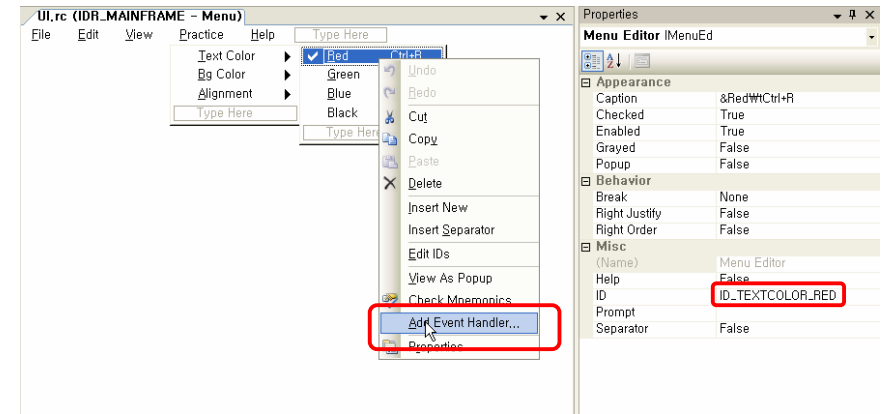 UI,rc (IDR_MAINFRAME - Menu)
File Edit View Practice Help Type Here
Text Color
Bg Color
Alignment
Type Here
Red Ctrl+R
Green
Blue
Black
Type Here
Undo
Redo
Cut
Copy
Paste
Delete
Insert New
Insert Separator
Edit IDs
View As Popup
Check Mnemonics
Add Event Handler...
Properties
Properties
Menu Editor IMenuEd
Appearance
Caption &Red₩tCtrl+R
Checked True
Enabled True
Grayed False
Popup False
Behavior
Break None
Right Justify False
Right Order False
Misc
(Name) Menu Editor
Help False
ID ID_TEXTCOLOR_RED
Prompt
Separator False